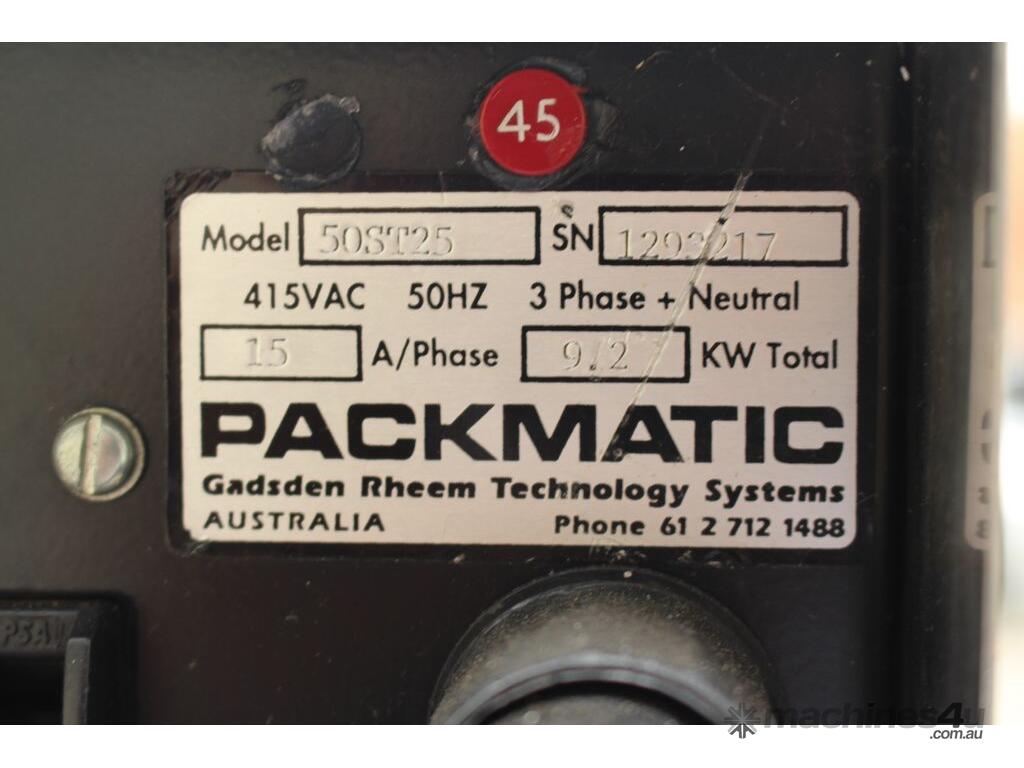 45
Model 50ST25 SN 1293217
415VAC 50HZ 3 Phase + Neutral
15 A/Phase 9.2 KW Total
PACKMATIC
Gadsden Rheem Technology Systems
AUSTRALIA Phone 61 2 712 1488
machines4u
.com.au